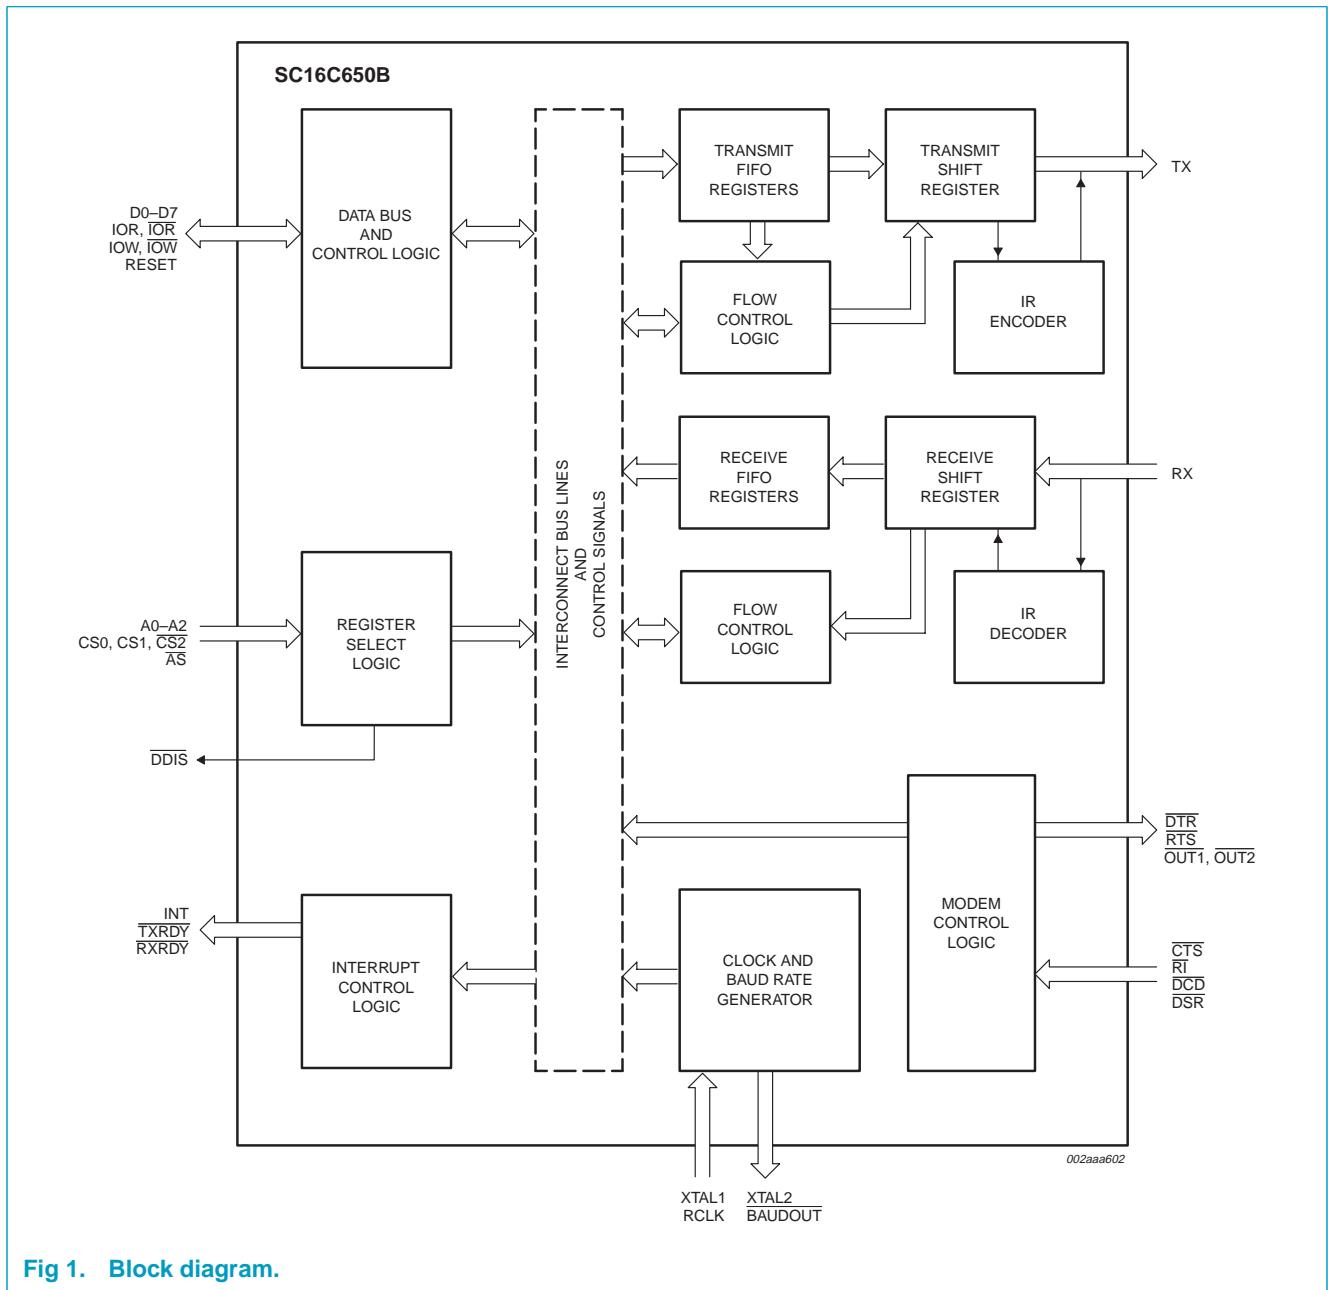 SC16C650B
D0–D7
IOR, IOR
IOW, IOW
RESET
DATA BUS
AND
CONTROL LOGIC
TRANSMIT
FIFO
REGISTERS
TRANSMIT
SHIFT
REGISTER
TX
FLOW
CONTROL
LOGIC
IR
ENCODER
INTERCONNECT BUS LINES
AND
CONTROL SIGNALS
RECEIVE
FIFO
REGISTERS
RECEIVE
SHIFT
REGISTER
RX
FLOW
CONTROL
LOGIC
IR
DECODER
A0–A2
CS0, CS1, CS2
AS
REGISTER
SELECT
LOGIC
DDIS
MODEM
CONTROL
LOGIC
DTR
RTS
OUT1, OUT2
CTS
RI
DCD
DSR
INT
TXRDY
RXRDY
INTERRUPT
CONTROL
LOGIC
CLOCK AND
BAUD RATE
GENERATOR
XTAL1
RCLK
XTAL2
BAUDOUT
002aaa602
Fig 1. Block diagram.